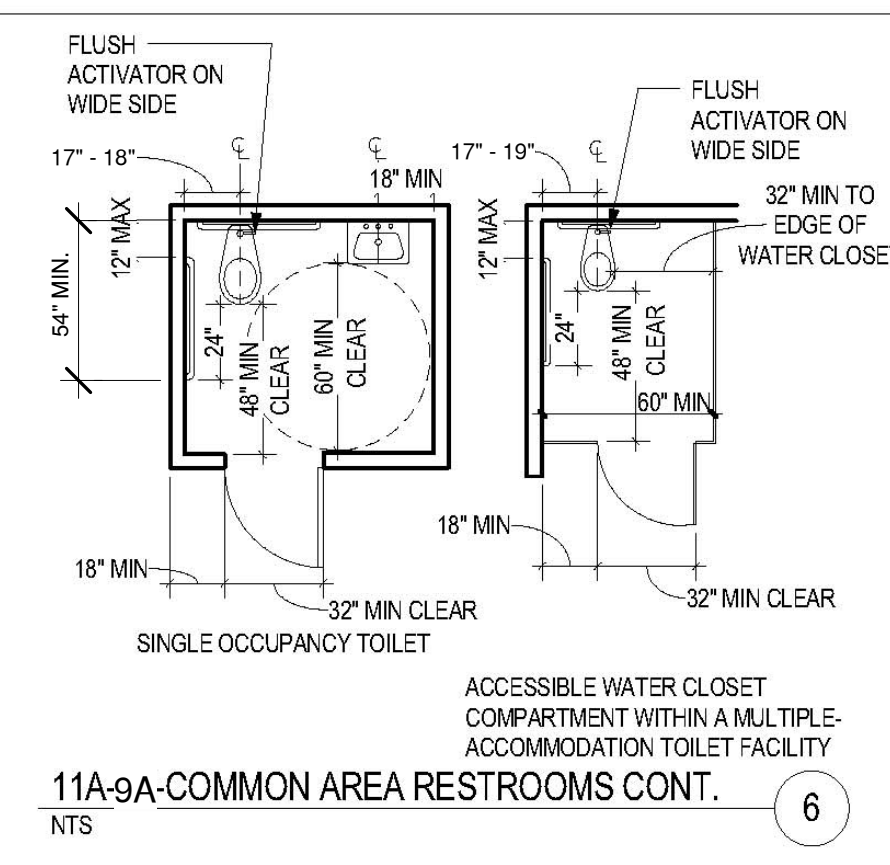 FLUSH
ACTIVATOR ON
WIDE SIDE
17" - 18"
℄
℄
18" MIN
12" MAX
54" MIN.
24"
48" MIN
CLEAR
60" MIN
CLEAR
18" MIN
32" MIN CLEAR
SINGLE OCCUPANCY TOILET
FLUSH
ACTIVATOR ON
WIDE SIDE
17" - 19"
℄
32" MIN TO
EDGE OF
WATER CLOSE
12" MAX
24"
48" MIN
CLEAR
60" MIN
18" MIN
32" MIN CLEAR
ACCESSIBLE WATER CLOSET
COMPARTMENT WITHIN A MULTIPLE-
ACCOMMODATION TOILET FACILITY
11A-9A-COMMON AREA RESTROOMS CONT.
6
NTS